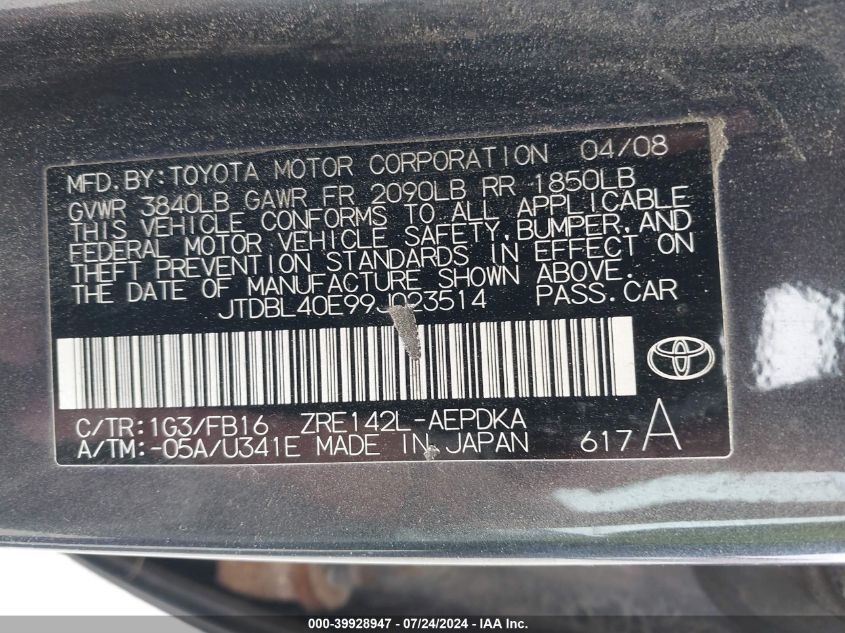 MFD. BY: TOYOTA MOTOR CORPORATION 04/08
GVWR 3840LB GAWR FR 2090LB RR 1850LB
THIS VEHICLE CONFORMS TO ALL APPLICABLE
FEDERAL MOTOR VEHICLE SAFETY, BUMPER, AND
THEFT PREVENTION STANDARDS IN EFFECT ON
THE DATE OF MANUFACTURE SHOWN ABOVE.
JTDBL40E99J023514 PASS. CAR
C/TR: 1G3/FB16 ZRE142L-AEPDKA
A/TM: -05A/U341E MADE IN JAPAN 617A
000-39928947 / 07/24/2024 - IAA Inc.